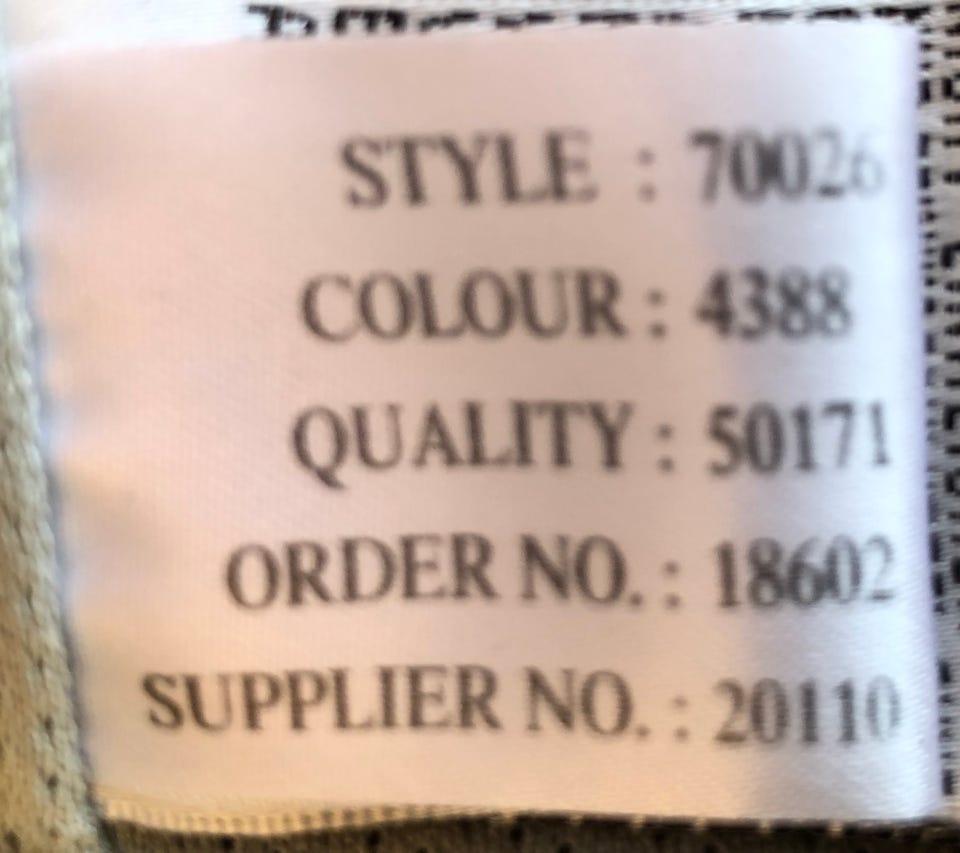 STYLE : 70026
COLOUR : 4388
QUALITY : 50171
ORDER NO. : 18602
SUPPLIER NO. : 20110